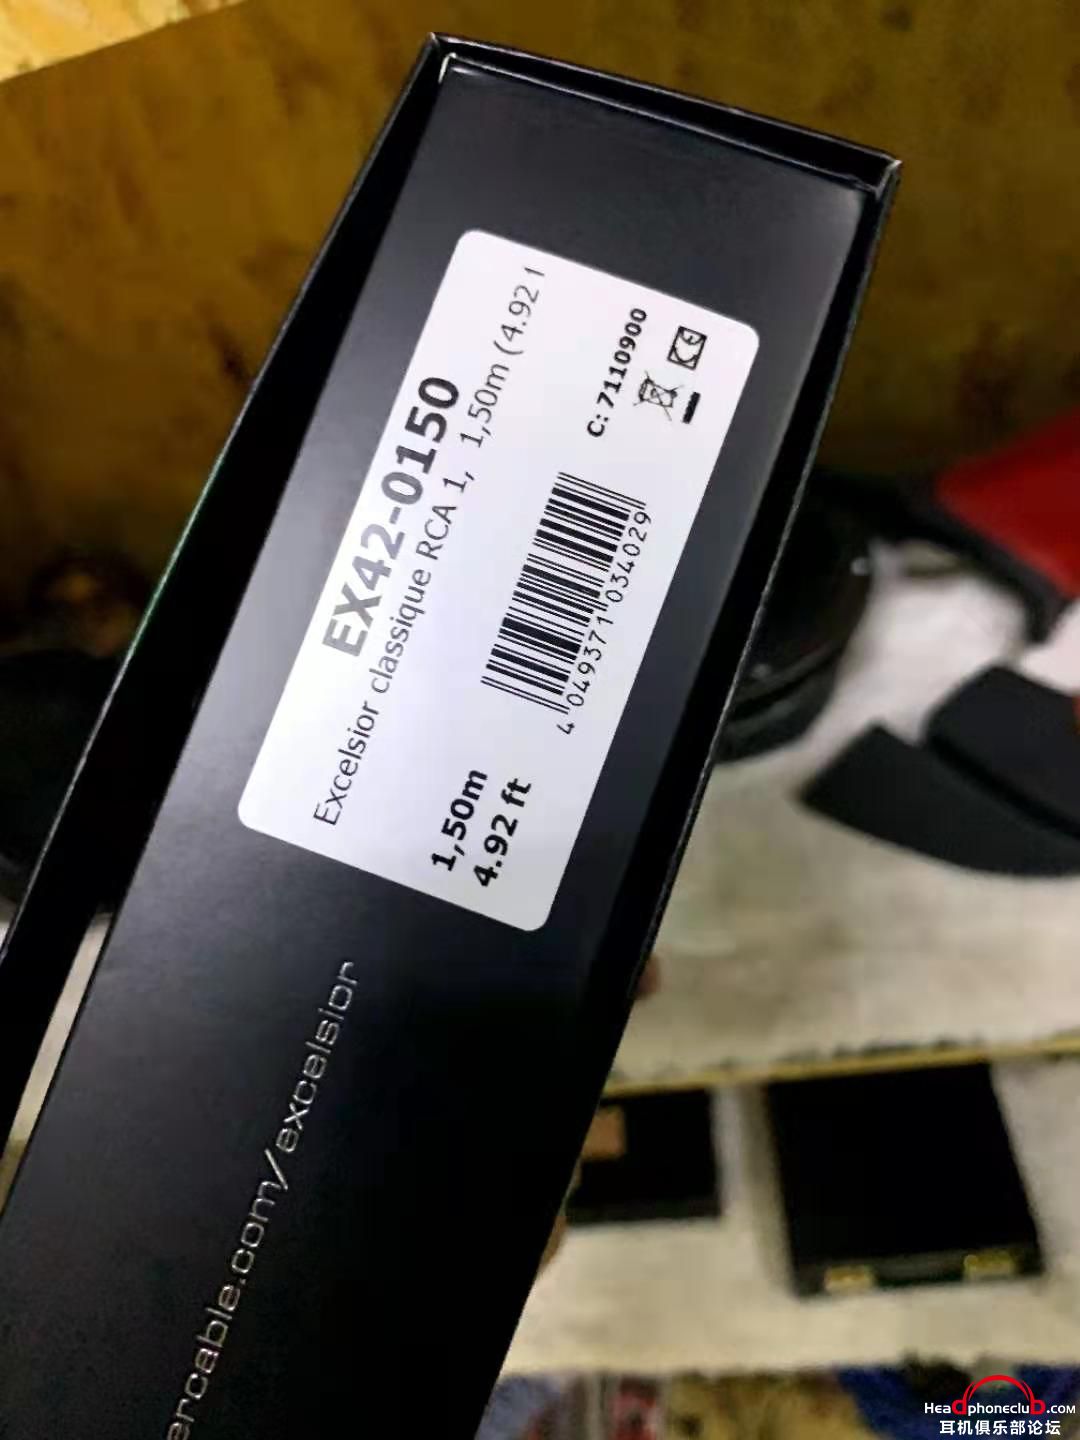 EX42-0150
Excelsior classique RCA 1, 1,50m (4.92 f
C: 7110900
CE
4 049371 034029
1,50m
4.92 ft
ercable.com/excelsior
Headphoneclub.com
耳机俱乐部论坛